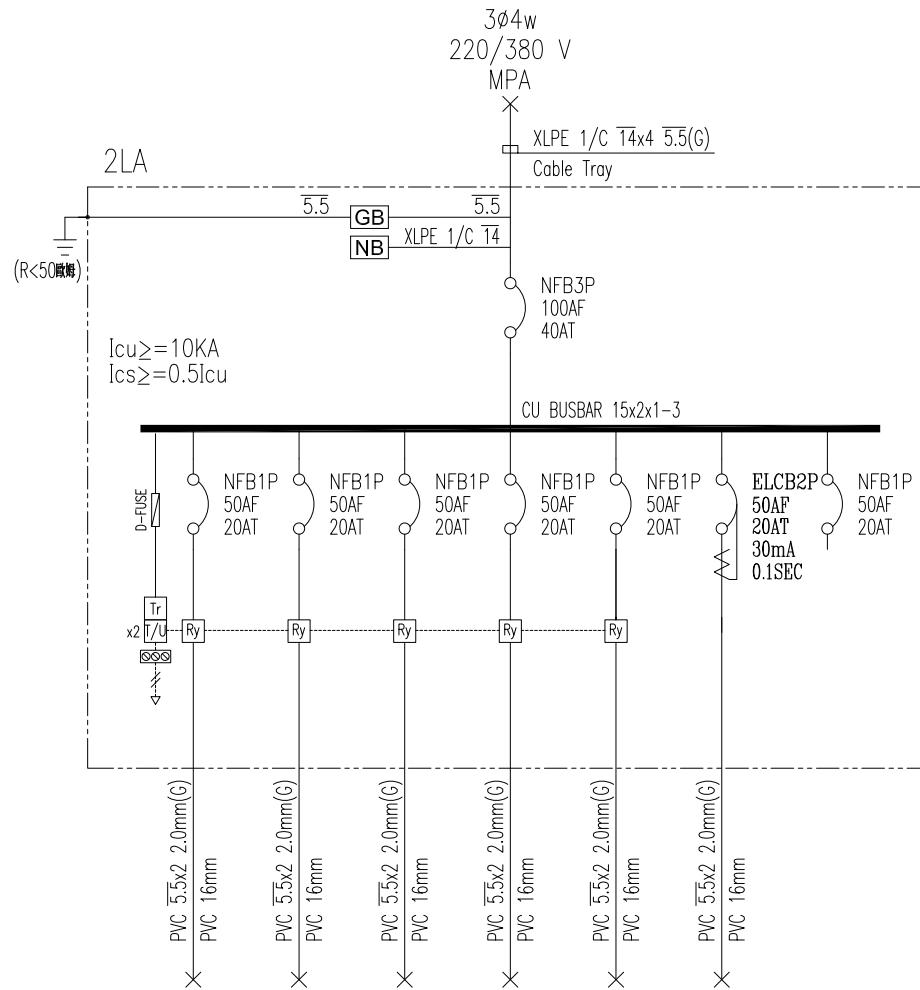 3ø4w
220/380 V
MPA
XLPE 1/C 14x4 5.5(G)
Cable Tray
2LA
5.5
GB
5.5
XLPE 1/C 14
NB
(R<50歐姆)
NFB3P
100AF
40AT
Icu≥=10KA
Ics≥=0.5Icu
CU BUSBAR 15x2x1-3
D-FUSE
NFB1P
50AF
20AT
NFB1P
50AF
20AT
NFB1P
50AF
20AT
NFB1P
50AF
20AT
NFB1P
50AF
20AT
ELCB2P
50AF
20AT
30mA
0.1SEC
NFB1P
50AF
20AT
Tr
x2 T/U
Ry
Ry
Ry
Ry
Ry
PVC 5.5x2 2.0mm(G)
PVC 16mm
PVC 5.5x2 2.0mm(G)
PVC 16mm
PVC 5.5x2 2.0mm(G)
PVC 16mm
PVC 5.5x2 2.0mm(G)
PVC 16mm
PVC 5.5x2 2.0mm(G)
PVC 16mm
PVC 5.5x2 2.0mm(G)
PVC 16mm